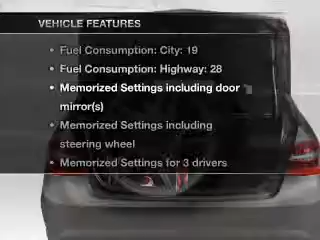 VEHICLE FEATURES
• Fuel Consumption: City: 19
• Fuel Consumption: Highway: 28
• Memorized Settings including door
mirror(s)
• Memorized Settings including
steering wheel
• Memorized Settings for 3 drivers